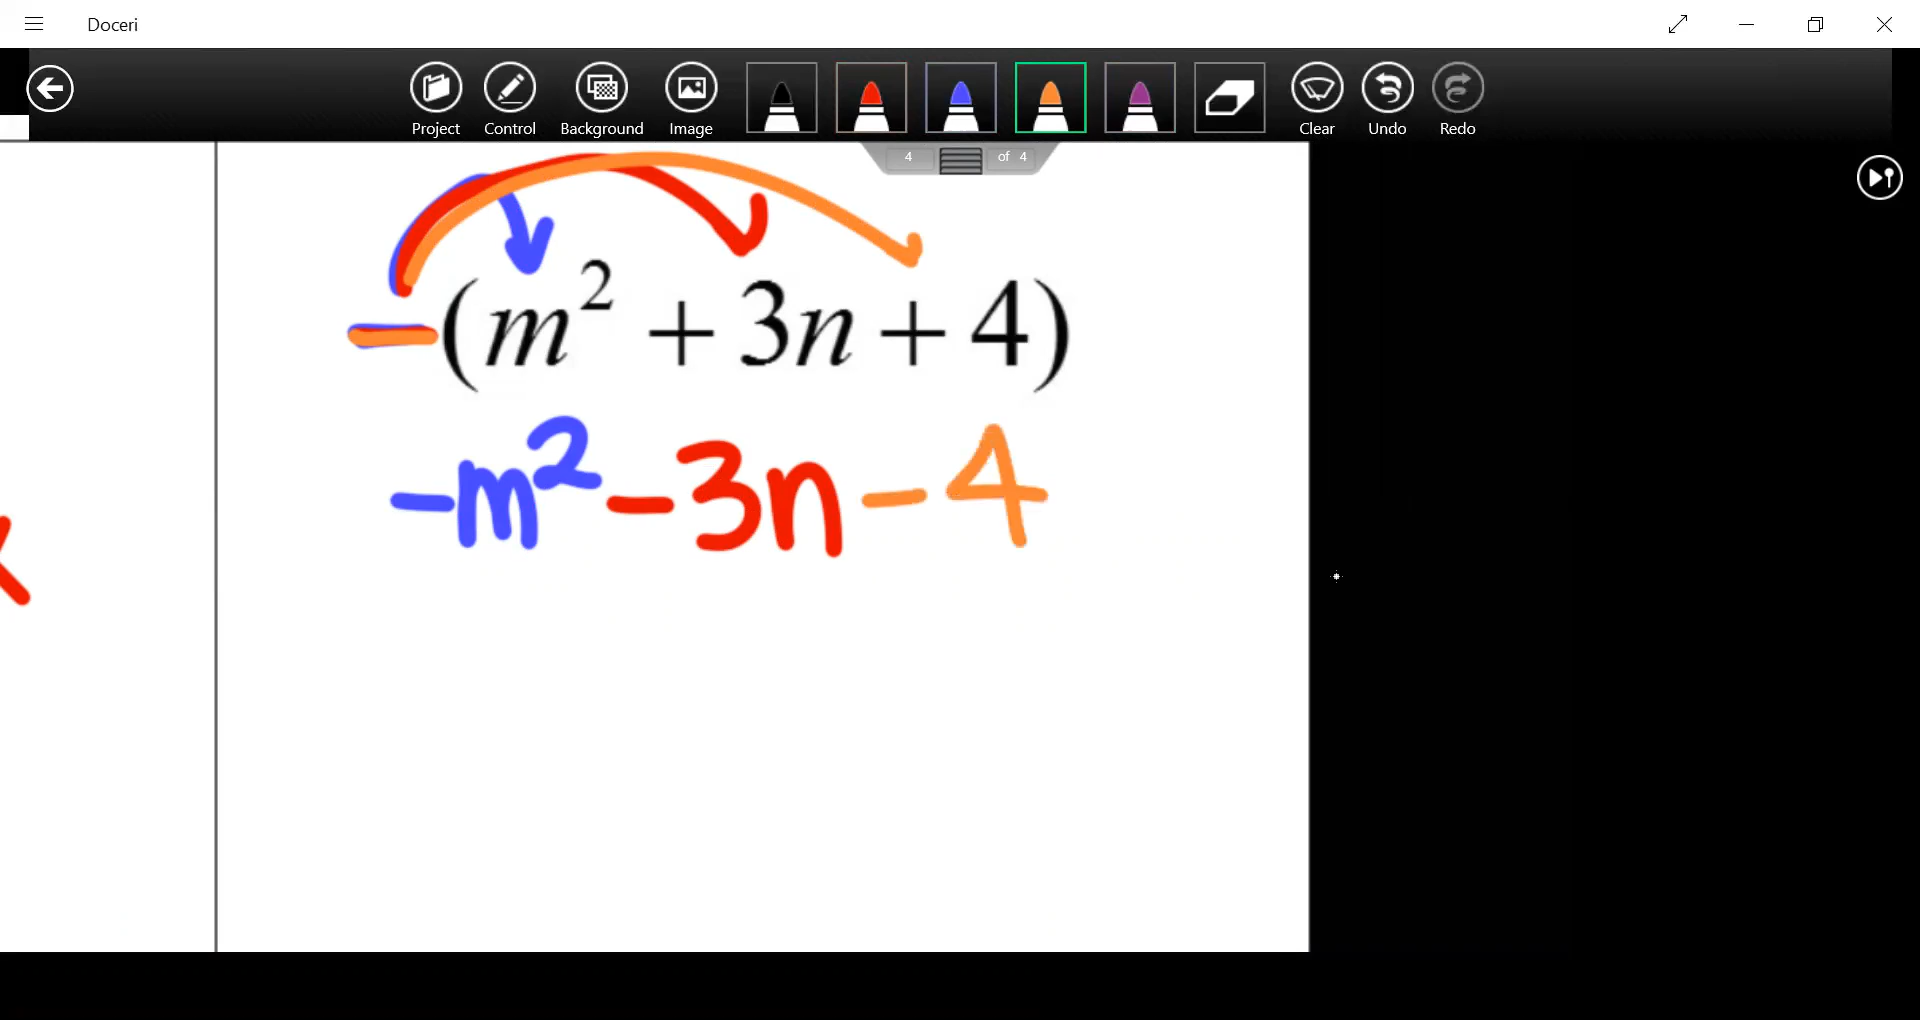 Doceri
Project Control Background Image Clear Undo Redo
4 of 4
−(m² + 3n + 4)
−m² − 3n − 4